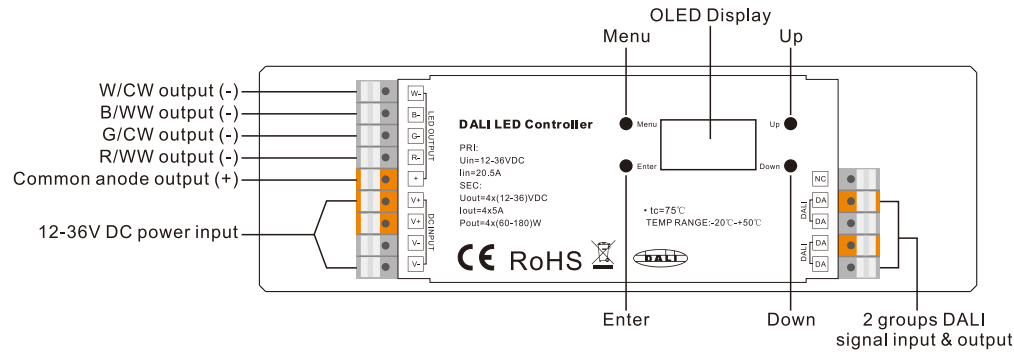 OLED Display
Menu
Up
W/CW output (-)
B/WW output (-)
G/CW output (-)
R/WW output (-)
Common anode output (+)
12-36V DC power input
W-
B-
G-
R-
+
LED OUTPUT
V+
V+
V-
V-
DC INPUT
DALI LED Controller
PRI:
Uin=12-36VDC
Iin=20.5A
SEC:
Uout=4x(12-36)VDC
Iout=4x5A
Pout=4x(60-180)W
CE RoHS
DALI
Menu
Enter
Up
Down
• tc=75℃
TEMP RANGE:-20℃-+50℃
NC
DA
DA
DALI
DA
DA
DALI
Enter
Down
2 groups DALI
signal input & output